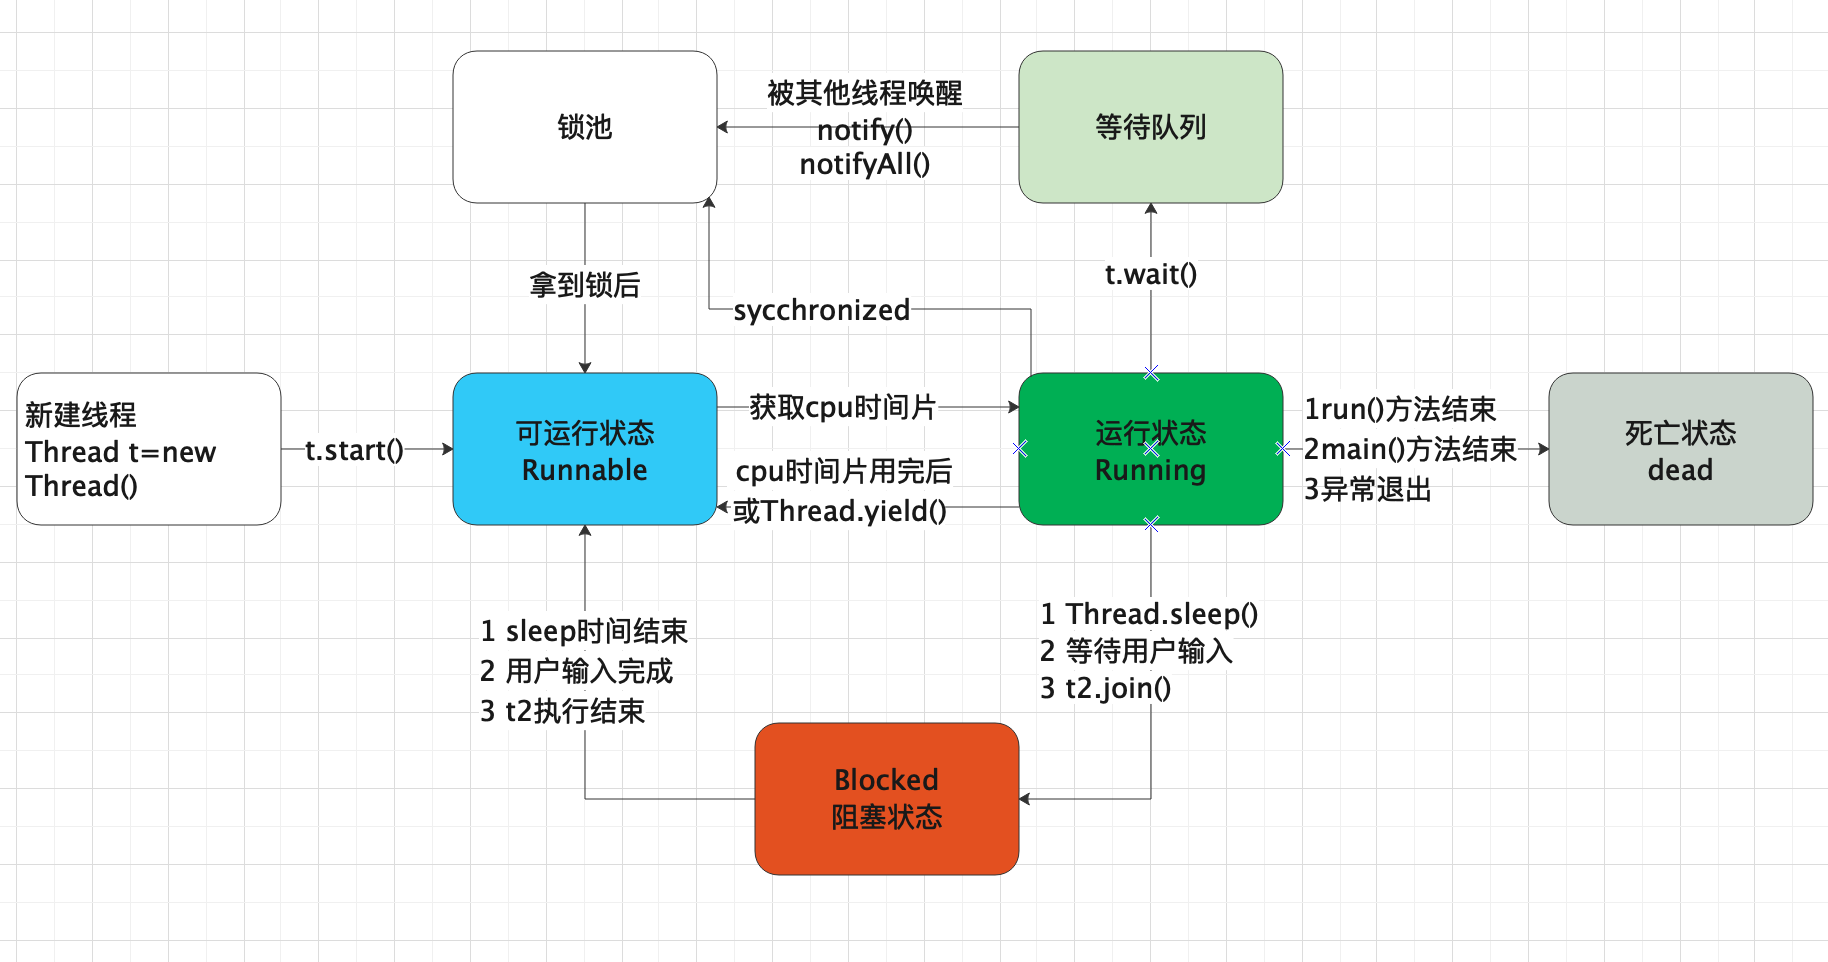 锁池
被其他线程唤醒
notify()
notifyAll()
等待队列
拿到锁后
sycchronized
t.wait()
新建线程
Thread t=new
Thread()
t.start()
可运行状态
Runnable
获取cpu时间片
cpu时间片用完后
或Thread.yield()
运行状态
Running
1run()方法结束
2main()方法结束
3异常退出
死亡状态
dead
1 sleep时间结束
2 用户输入完成
3 t2执行结束
1 Thread.sleep()
2 等待用户输入
3 t2.join()
Blocked
阻塞状态